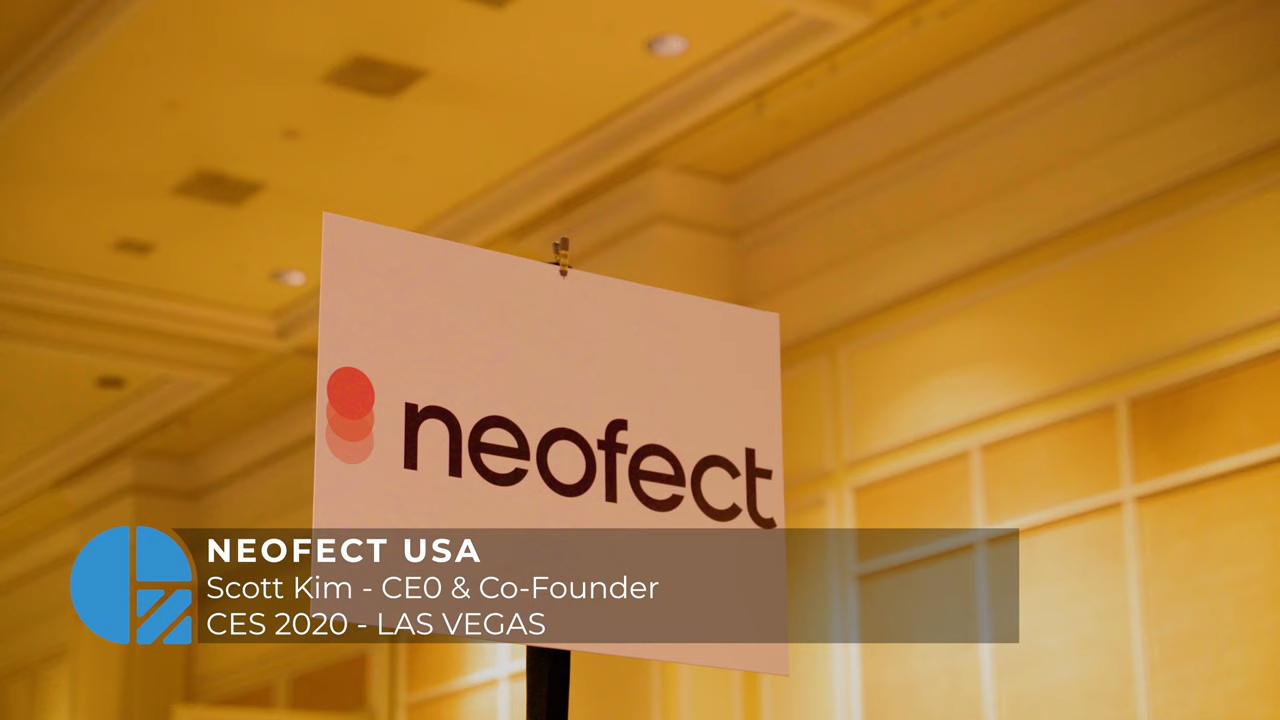 neofect
NEOFECT USA
Scott Kim - CE0 & Co-Founder
CES 2020 - LAS VEGAS